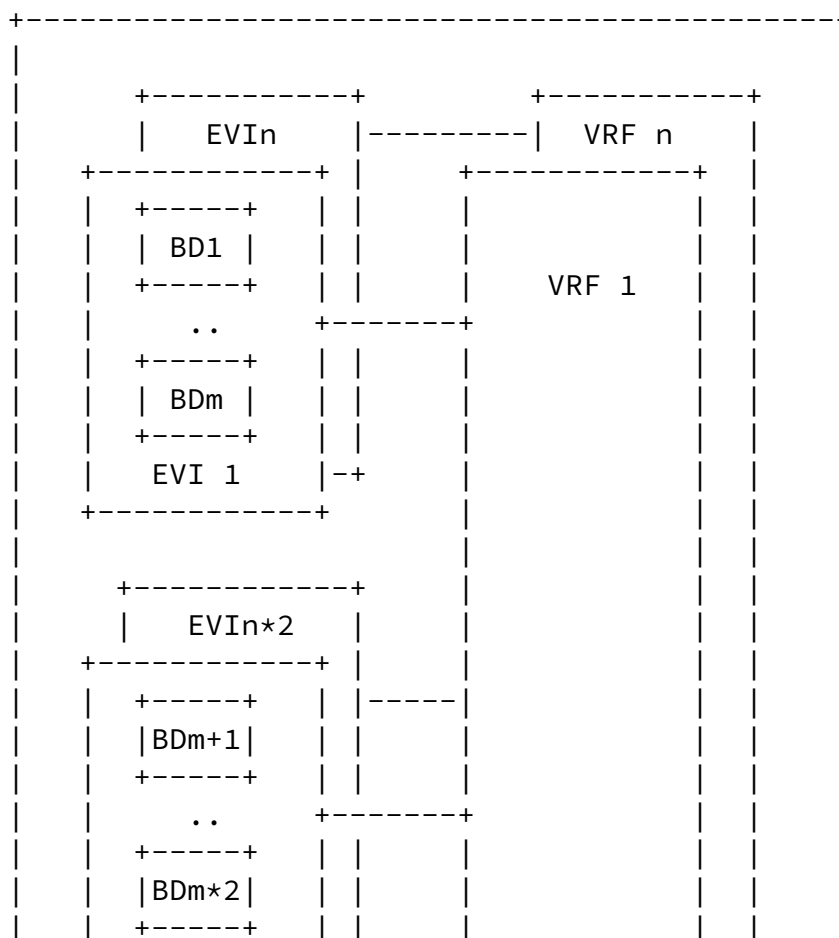 EVIn VRF n
BD1
VRF 1
..
BDm
EVI 1
EVIn*2
BDm+1
..
BDm*2